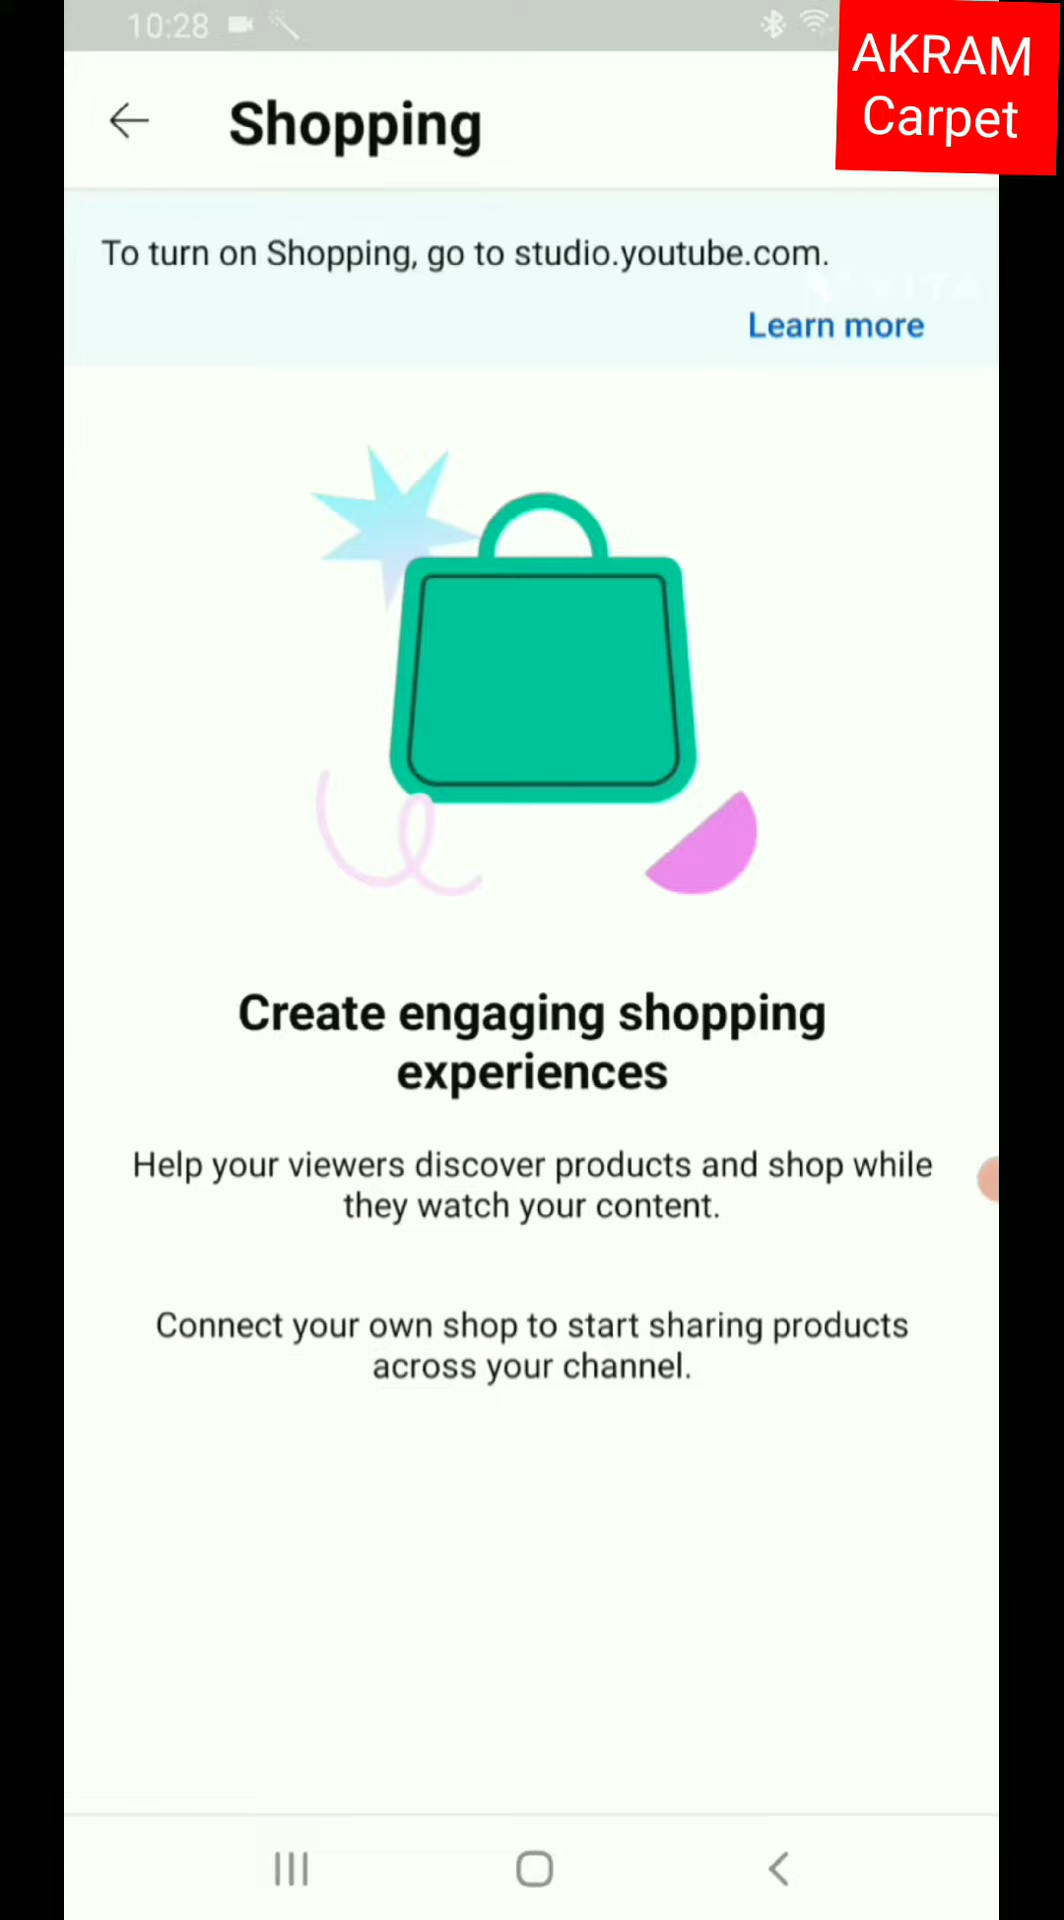 10:28
AKRAM
Carpet
Shopping
To turn on Shopping, go to studio.youtube.com.
VITA
Learn more
Create engaging shopping
experiences
Help your viewers discover products and shop while
they watch your content.
Connect your own shop to start sharing products
across your channel.